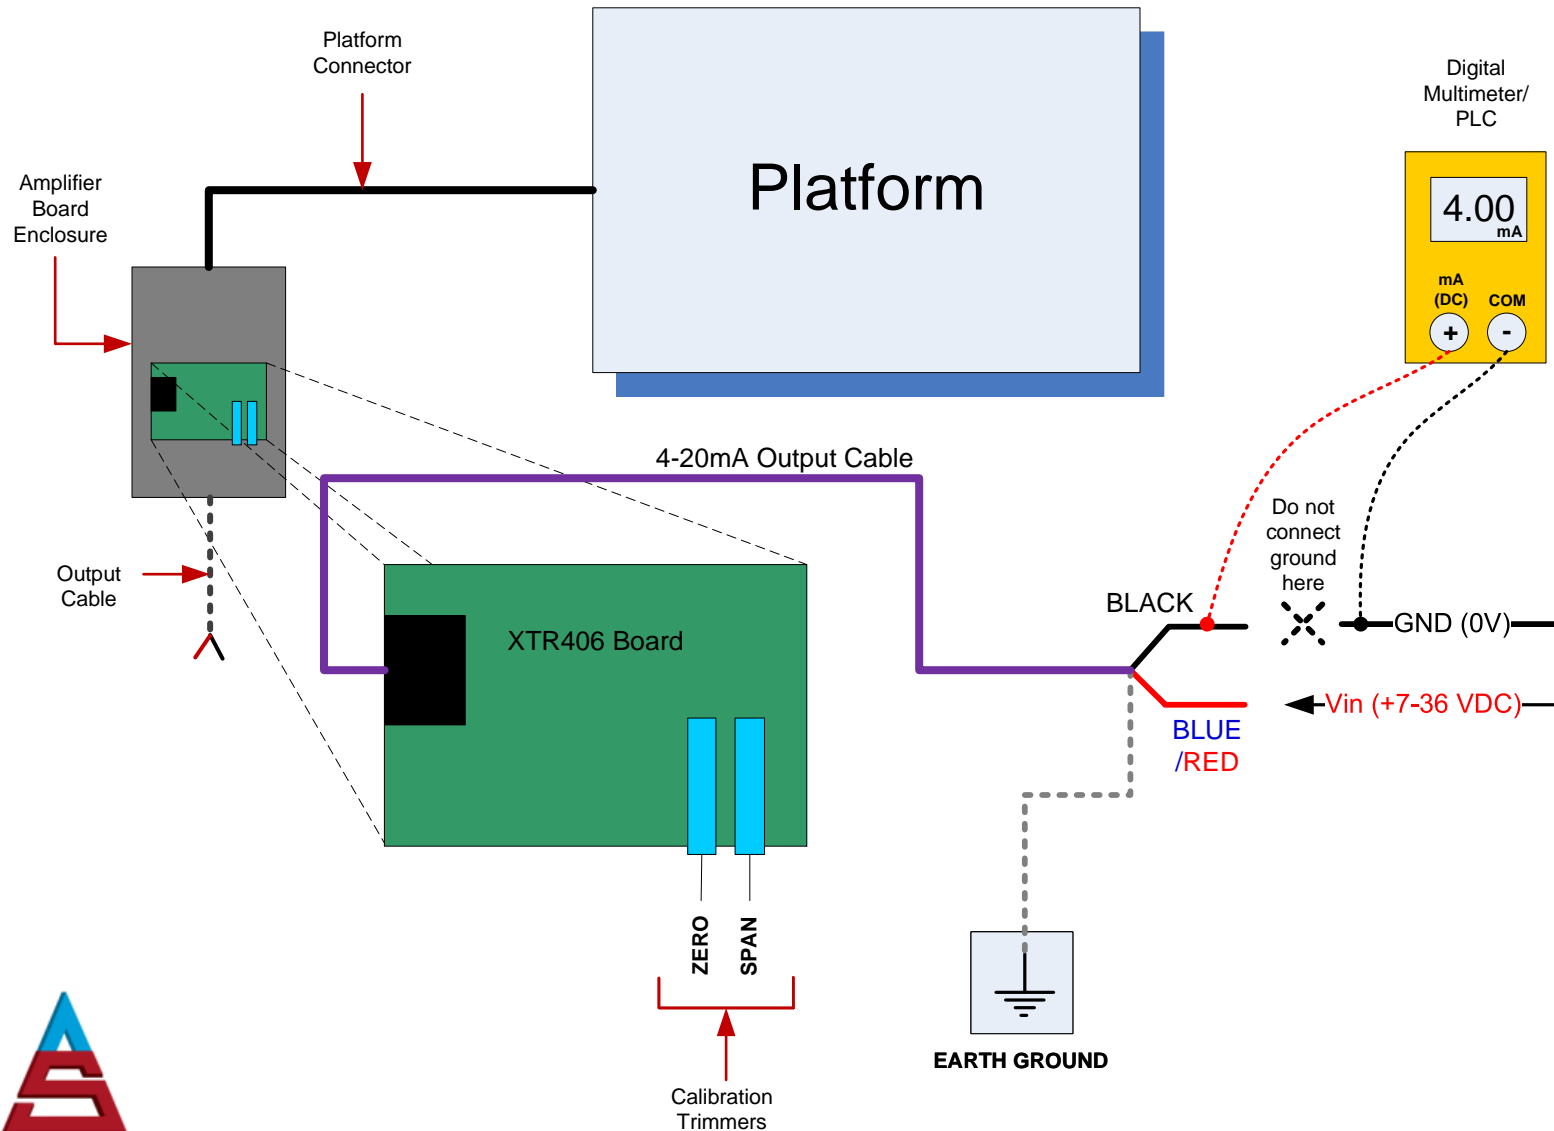 Platform
Connector
Platform
Digital
Multimeter/
PLC
4.00
mA
mA
(DC)
COM
+
-
Amplifier
Board
Enclosure
4-20mA Output Cable
Do not
connect
ground
here
Output
Cable
BLACK
GND (0V)
XTR406 Board
Vin (+7-36 VDC)
BLUE
/RED
ZERO
SPAN
EARTH GROUND
Calibration
Trimmers